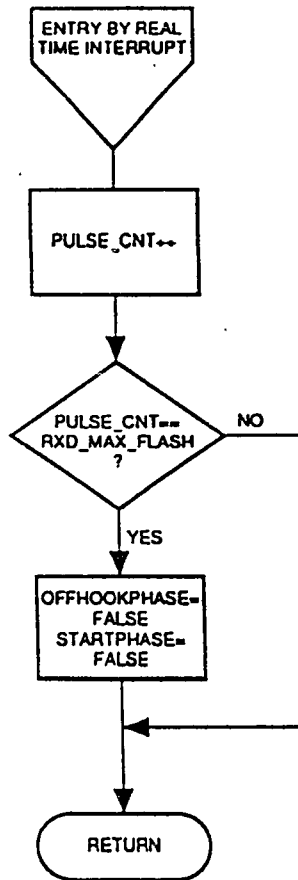 ENTRY BY REAL
TIME INTERRUPT
PULSE_CNT++
PULSE_CNT==
RXD_MAX_FLASH
?
NO
YES
OFFHOOKPHASE=
FALSE
STARTPHASE=
FALSE
RETURN